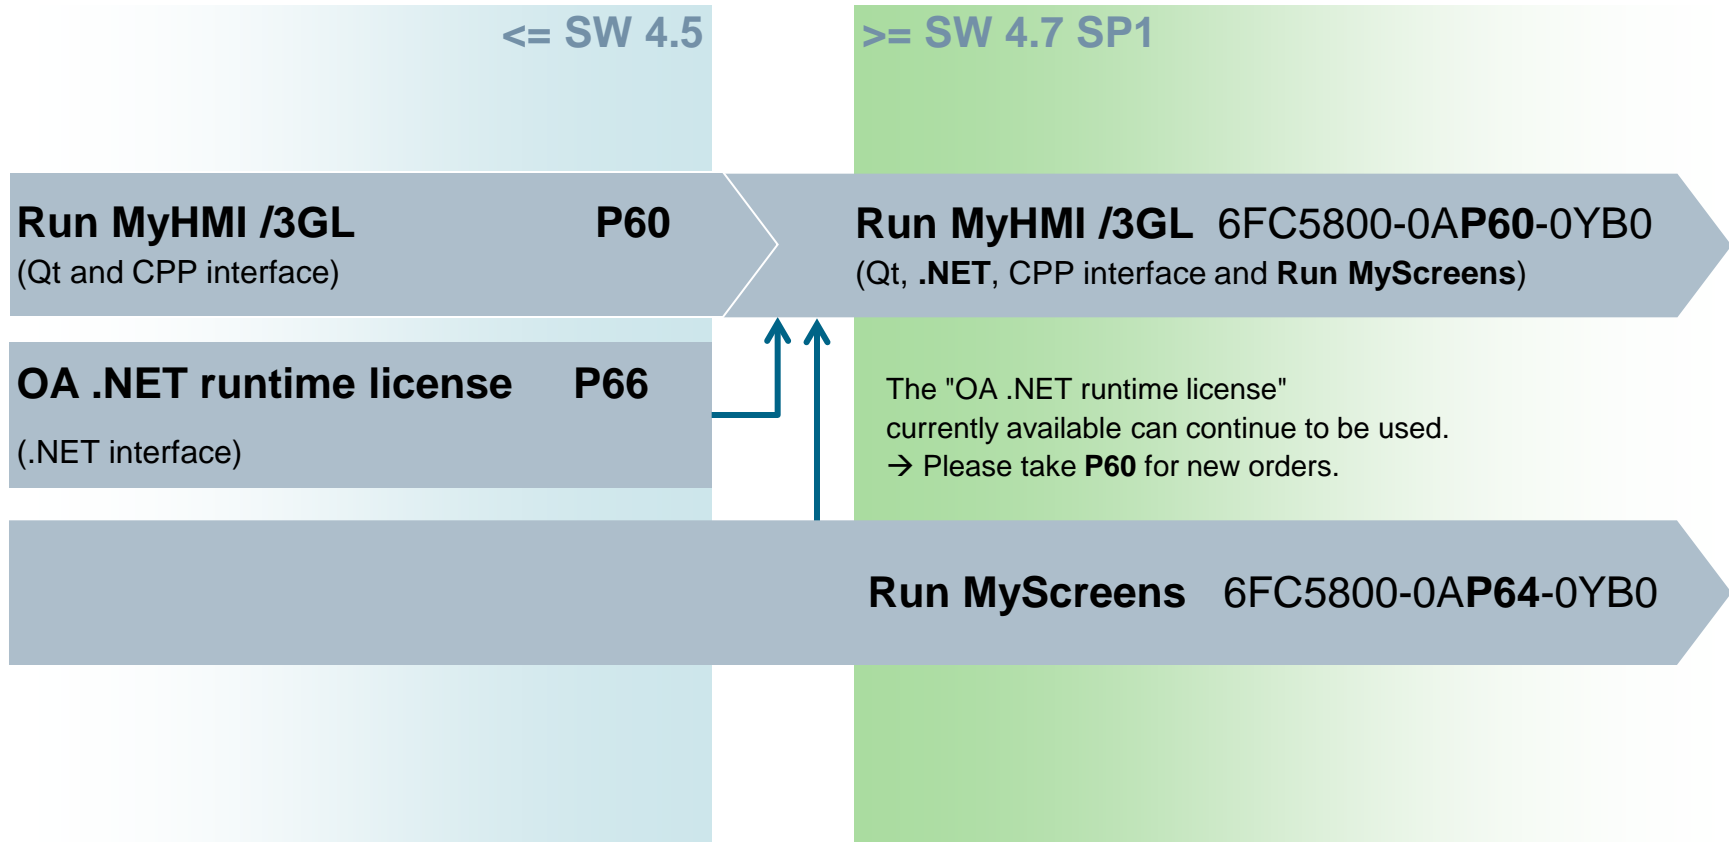 <= SW 4.5
>= SW 4.7 SP1
Run MyHMI /3GL P60
(Qt and CPP interface)
Run MyHMI /3GL 6FC5800-0AP60-0YB0
(Qt, .NET, CPP interface and Run MyScreens)
OA .NET runtime license P66
(.NET interface)
The "OA .NET runtime license"
currently available can continue to be used.
→ Please take P60 for new orders.
Run MyScreens 6FC5800-0AP64-0YB0